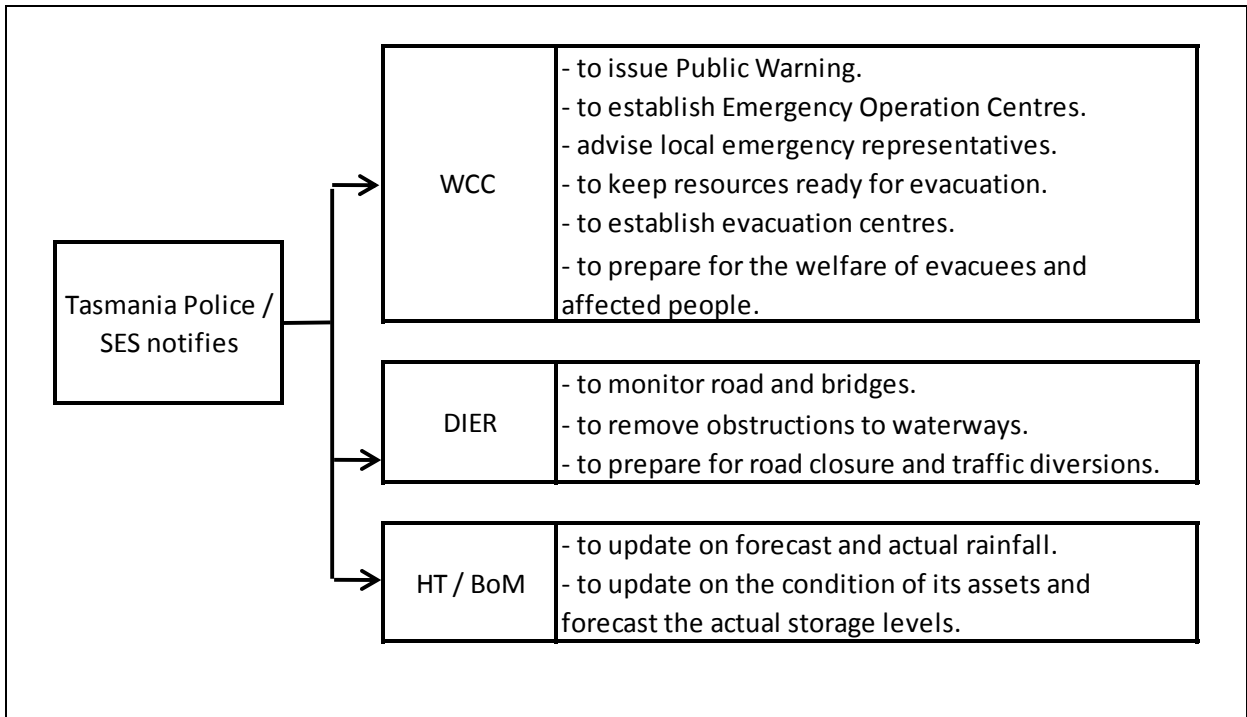 Tasmania Police /
SES notifies
WCC
- to issue Public Warning.
- to establish Emergency Operation Centres.
- advise local emergency representatives.
- to keep resources ready for evacuation.
- to establish evacuation centres.
- to prepare for the welfare of evacuees and
affected people.
DIER
- to monitor road and bridges.
- to remove obstructions to waterways.
- to prepare for road closure and traffic diversions.
HT / BoM
- to update on forecast and actual rainfall.
- to update on the condition of its assets and
forecast the actual storage levels.